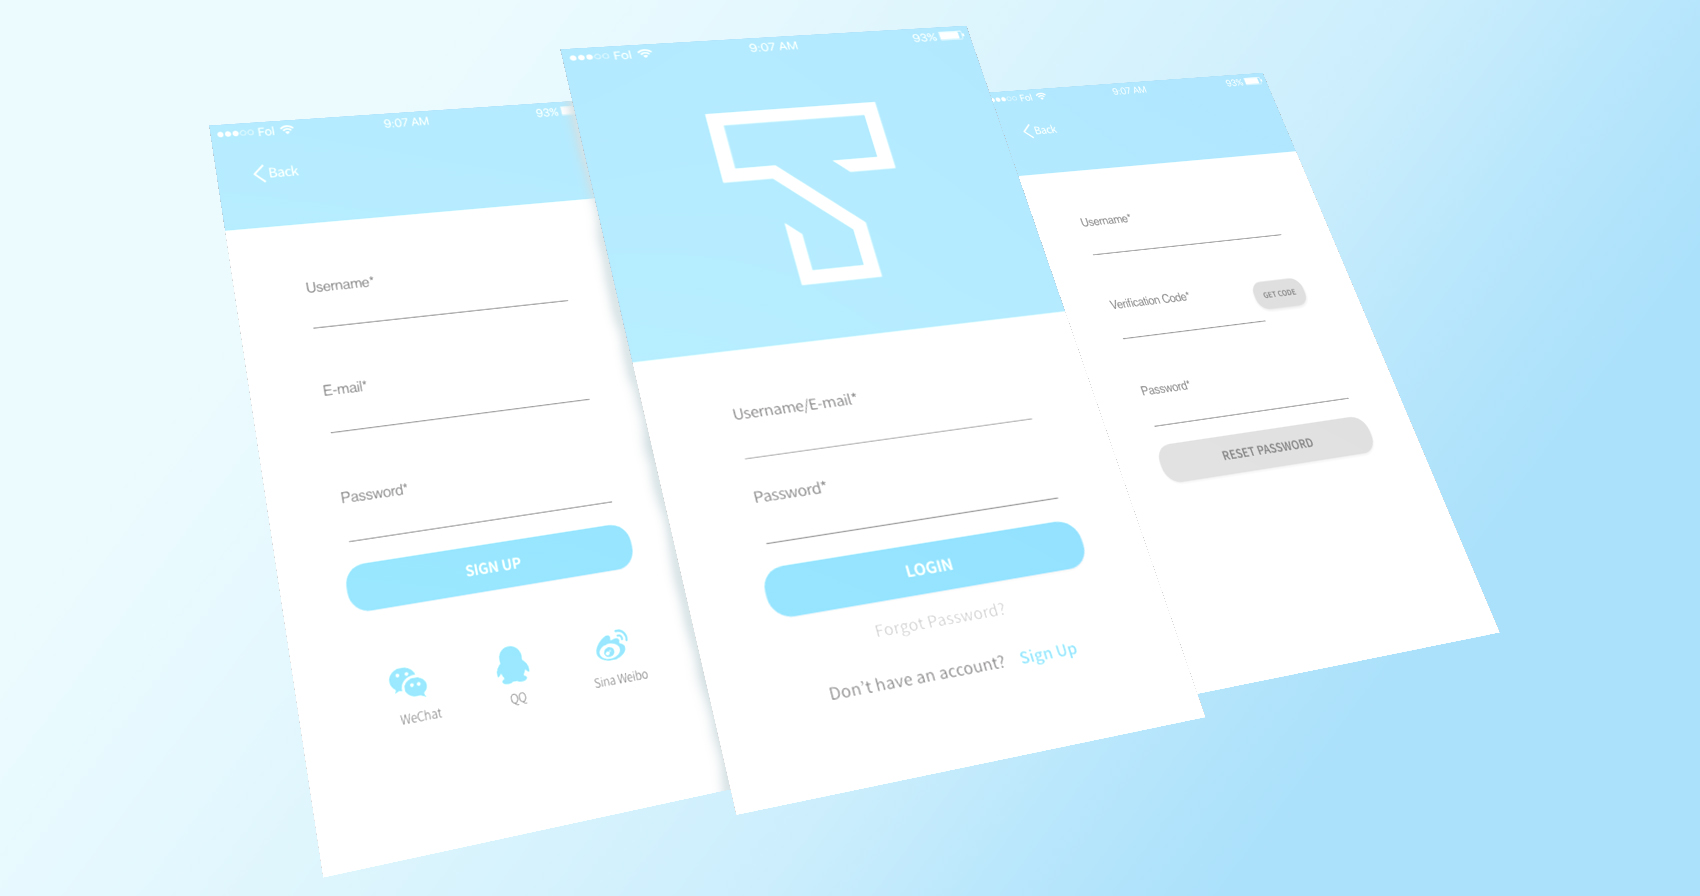 Fol 9:07 AM 93%
Back
Username*
E-mail*
Password*
SIGN UP
WeChat
QQ
Sina Weibo
Fol 9:07 AM 93%
Username/E-mail*
Password*
LOGIN
Forgot Password?
Don't have an account? Sign Up
Fol 9:07 AM 93%
Back
Username*
Verification Code*
GET CODE
Password*
RESET PASSWORD